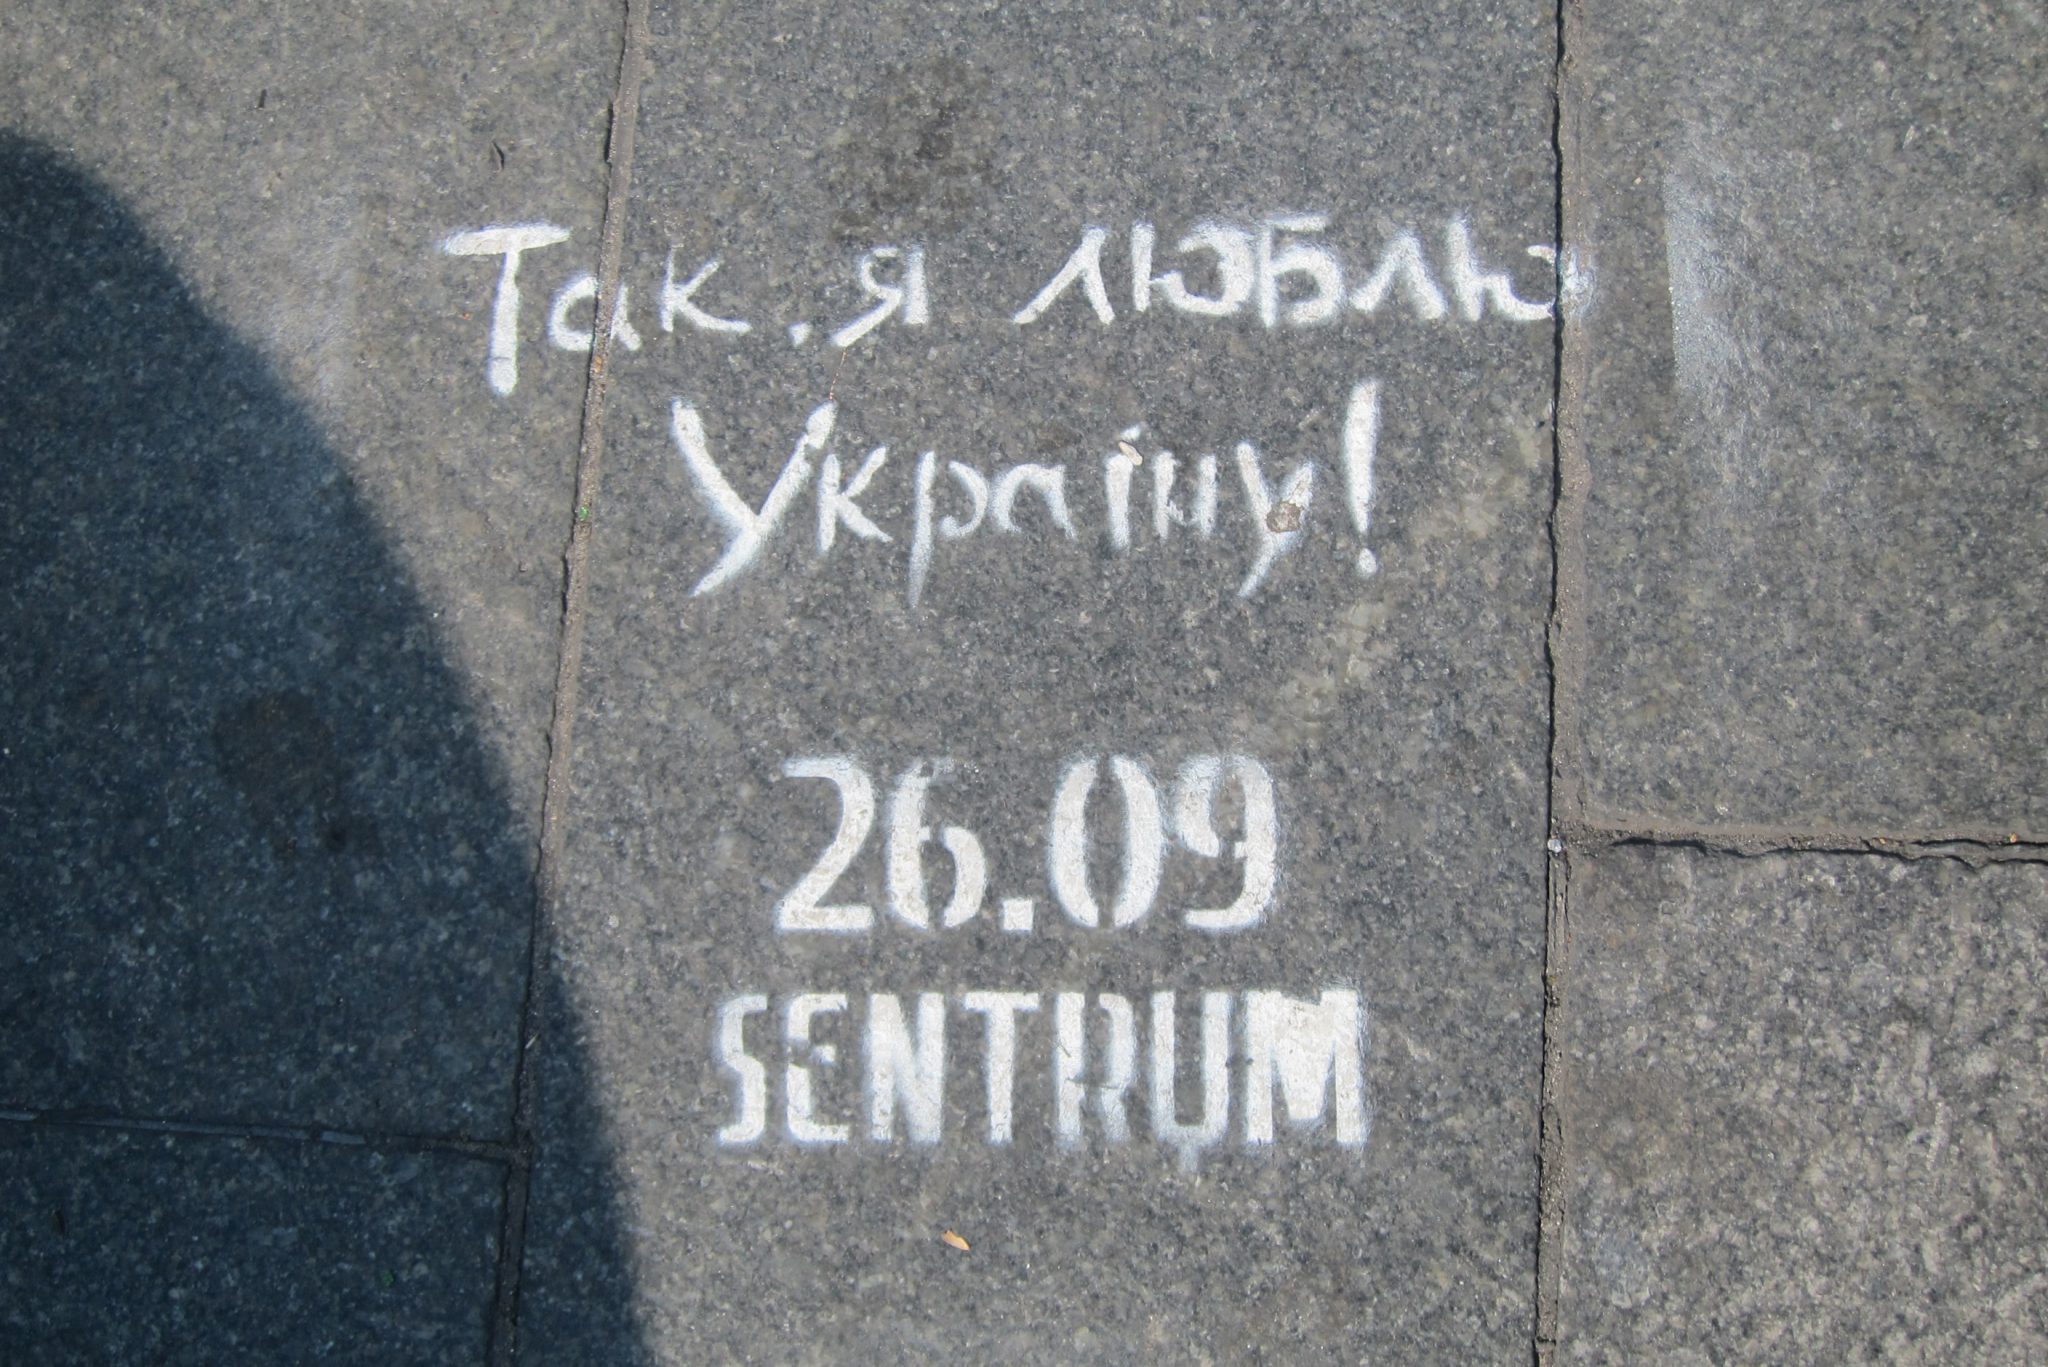 Так, я люблю
Україну!
26.09
SENTRUM